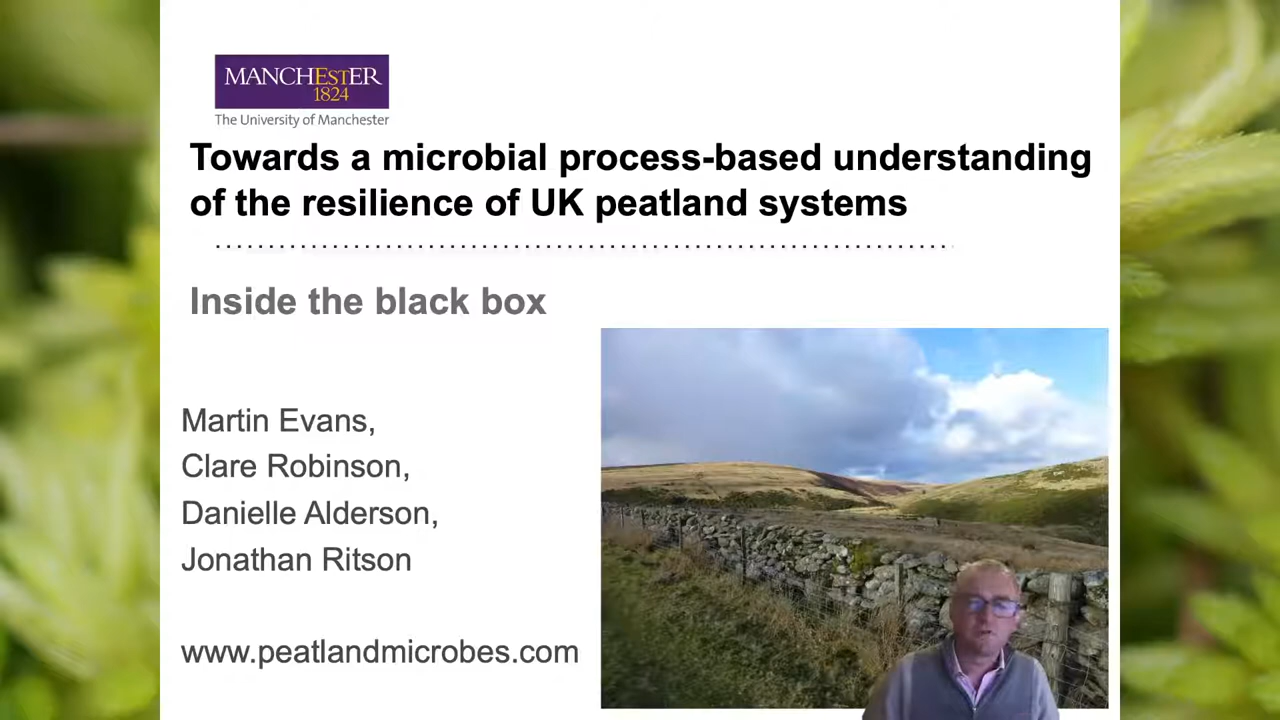 MANCHESTER
1824
The University of Manchester
Towards a microbial process-based understanding
of the resilience of UK peatland systems
Inside the black box
Martin Evans,
Clare Robinson,
Danielle Alderson,
Jonathan Ritson
www.peatlandmicrobes.com